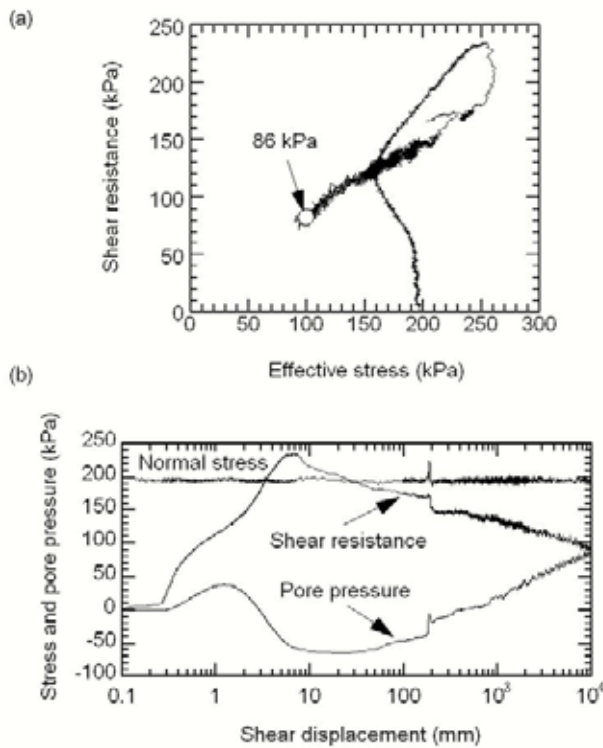 (a)
Shear resistance (kPa)
250
200
150
100
50
0
86 kPa
0 50 100 150 200 250 300
Effective stress (kPa)
(b)
Stress and pore pressure (kPa)
250
200
150
100
50
0
-50
-100
Normal stress
Shear resistance
Pore pressure
0.1 1 10 100 10³ 10⁴
Shear displacement (mm)